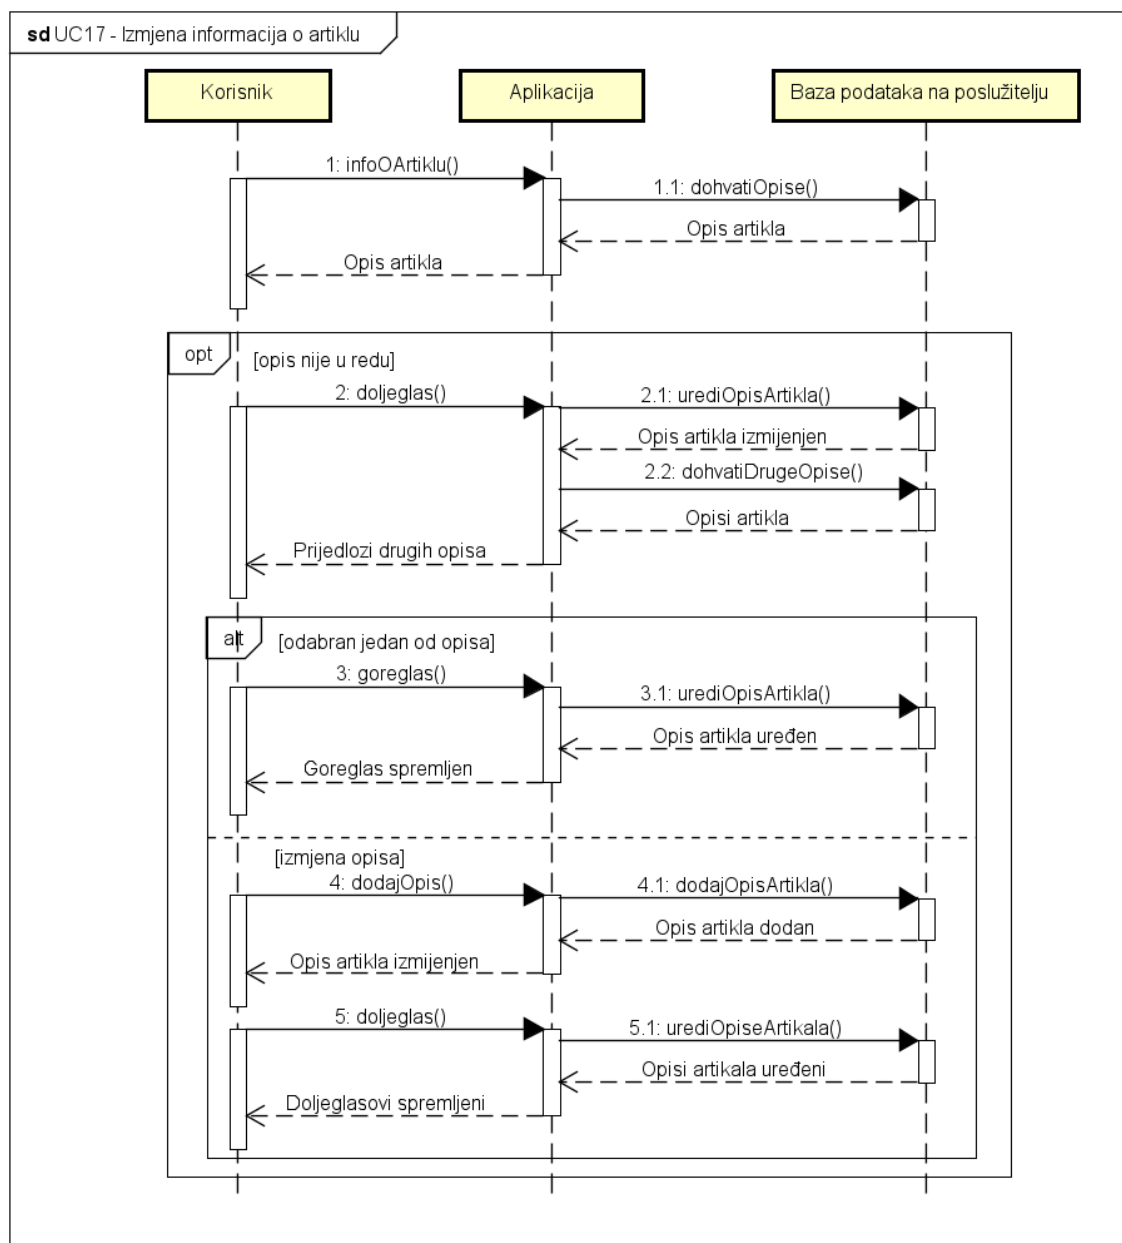 sd UC17 - Izmjena informacija o artiklu
Korisnik
Aplikacija
Baza podataka na poslužitelju
1: infoOArtiklu()
1.1: dohvatiOpise()
Opis artikla
Opis artikla
opt
[opis nije u redu]
2: doljeglas()
2.1: urediOpisArtikla()
Opis artikla izmijenjen
2.2: dohvatiDrugeOpise()
Opisi artikla
Prijedlozi drugih opisa
alt
[odabran jedan od opisa]
3: goreglas()
3.1: urediOpisArtikla()
Opis artikla uređen
Goreglas spremljen
[izmjena opisa]
4: dodajOpis()
4.1: dodajOpisArtikla()
Opis artikla dodan
Opis artikla izmijenjen
5: doljeglas()
5.1: urediOpiseArtikala()
Opisi artikala uređeni
Doljeglasovi spremljeni